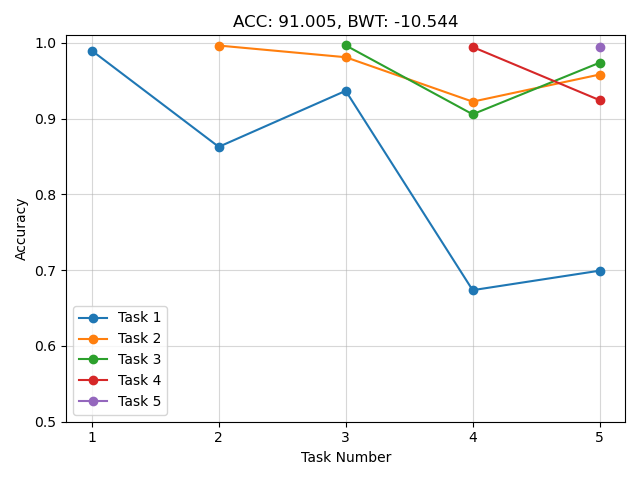 ACC: 91.005, BWT: -10.544
1.0
0.9
0.8
0.7
0.6
0.5
Accuracy
Task 1
Task 2
Task 3
Task 4
Task 5
1 2 3 4 5
Task Number